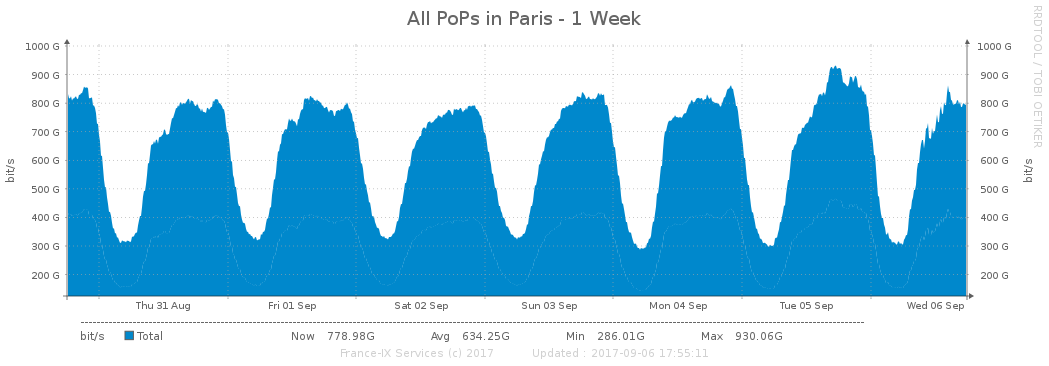 All PoPs in Paris - 1 Week
RRDTOOL / TOBI OETIKER
1000 G 1000 G
900 G 900 G
800 G 800 G
700 G 700 G
600 G 600 G
500 G 500 G
400 G 400 G
300 G 300 G
200 G 200 G
bit/s bit/s
Thu 31 Aug Fri 01 Sep Sat 02 Sep Sun 03 Sep Mon 04 Sep Tue 05 Sep Wed 06 Sep
bit/s Total Now 778.98G Avg 634.25G Min 286.01G Max 930.06G
France-IX Services (c) 2017 Updated : 2017-09-06 17:55:11